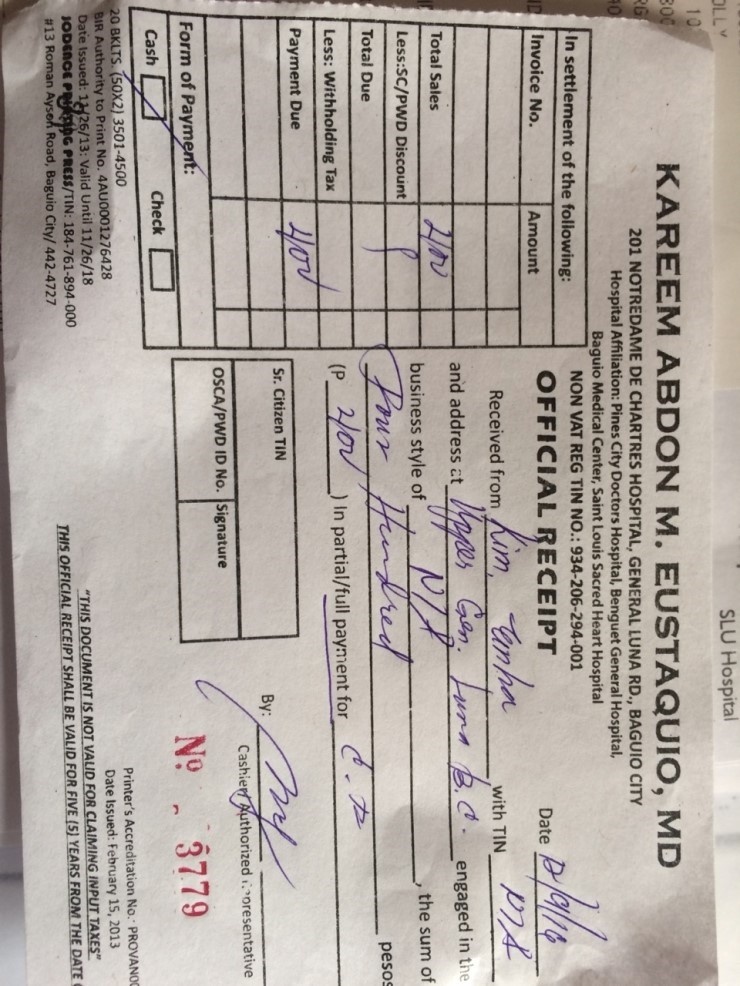 SLU Hospital
KAREEM ABDON M. EUSTAQUIO, MD
201 NOTREDAME DE CHARTRES HOSPITAL, GENERAL LUNA RD., BAGUIO CITY
Hospital Affiliation: Pines City Doctors Hospital, Benguet General Hospital,
Baguio Medical Center, Saint Louis Sacred Heart Hospital
NON VAT REG TIN NO.: 934-206-294-001
OFFICIAL RECEIPT
Date
Received from Kim, with TIN N/A
and address at Upper Gen. Luna B.C. engaged in the
business style of N/A , the sum of
Four Hundred pesos
(P 400 ) In partial/full payment for
In settlement of the following:
Invoice No. Amount
Total Sales 400
Less:SC/PWD Discount
Total Due
Less: Withholding Tax
Payment Due 400
Form of Payment:
Cash Check
Sr. Citizen TIN
OSCA/PWD ID No. Signature
By:
Cashier/Authorized Representative
No 3779
20 BKLTS. (50X2) 3501-4500
BIR Authority to Print No. 4AU0001276428
Date Issued: 11/26/13: Valid Until 11/26/18
PRESS/TIN: 184-761-894-000
#13 Roman Ayson Road, Baguio City/ 442-4727
Printer's Accreditation No.:
Date Issued: February 15, 2013
"THIS DOCUMENT IS NOT VALID FOR CLAIMING INPUT TAXES"
THIS OFFICIAL RECEIPT SHALL BE VALID FOR FIVE (5) YEARS FROM THE DATE